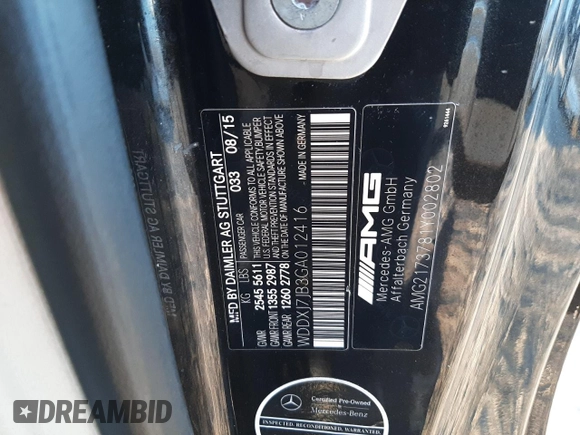 MFD BY DAIMLER AG STUTTGART
PASSENGER CAR 033 08/15
KG LBS
GVWR 2545 5611
GAWR FRONT 1355 2987
GAWR REAR 1260 2778
THIS VEHICLE CONFORMS TO ALL APPLICABLE
U.S. FEDERAL MOTOR VEHICLE SAFETY, BUMPER
AND THEFT PREVENTION STANDARDS IN EFFECT
ON THE DATE OF MANUFACTURE SHOWN ABOVE
WDDXJ7JB3GA012416 MADE IN GERMANY
AMG
Mercedes-AMG GmbH
Affalterbach Germany
AMG2173781Y002802
Certified Pre-Owned
Mercedes-Benz
INSPECTED, RECONDITIONED, WARRANTED
DREAMBID